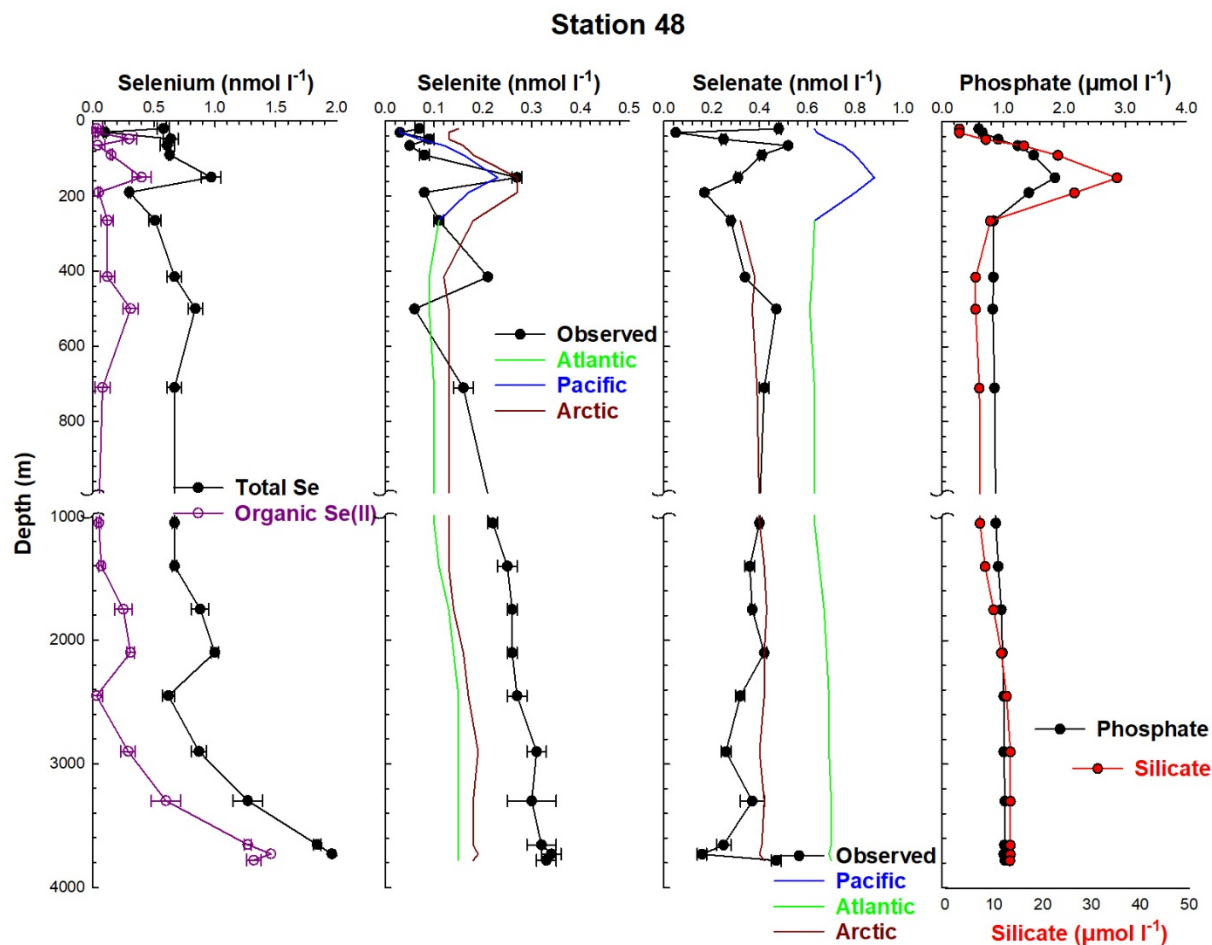 Station 48
Selenium (nmol l⁻¹)
0.0 0.5 1.0 1.5 2.0
Selenite (nmol l⁻¹)
0.1 0.2 0.3 0.4 0.5
Selenate (nmol l⁻¹)
0.0 0.2 0.4 0.6 0.8 1.0
Phosphate (µmol l⁻¹)
0.0 1.0 2.0 3.0 4.0
Depth (m)
0
200
400
600
800
1000
2000
3000
4000
Total Se
Organic Se(II)
Observed
Atlantic
Pacific
Arctic
Observed
Pacific
Atlantic
Arctic
Phosphate
Silicate
0 10 20 30 40 50
Silicate (µmol l⁻¹)